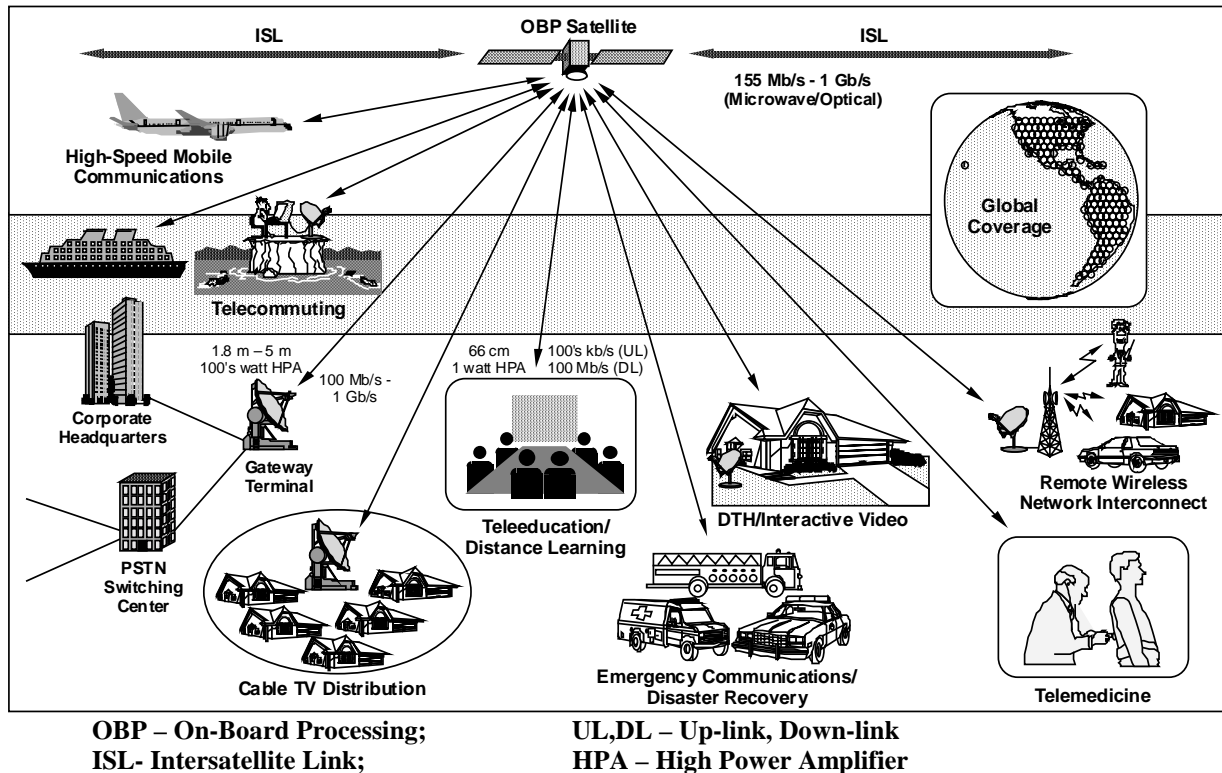 OBP Satellite
ISL
ISL
155 Mb/s - 1 Gb/s
(Microwave/Optical)
High-Speed Mobile
Communications
Global
Coverage
Telecommuting
1.8 m – 5 m
100's watt HPA
100 Mb/s -
1 Gb/s
66 cm
1 watt HPA
100's kb/s (UL)
100 Mb/s (DL)
Corporate
Headquarters
Gateway
Terminal
Remote Wireless
Network Interconnect
DTH/Interactive Video
Teleeducation/
Distance Learning
PSTN
Switching
Center
Cable TV Distribution
Emergency Communications/
Disaster Recovery
Telemedicine
OBP – On-Board Processing;
UL,DL – Up-link, Down-link
ISL- Intersatellite Link;
HPA – High Power Amplifier